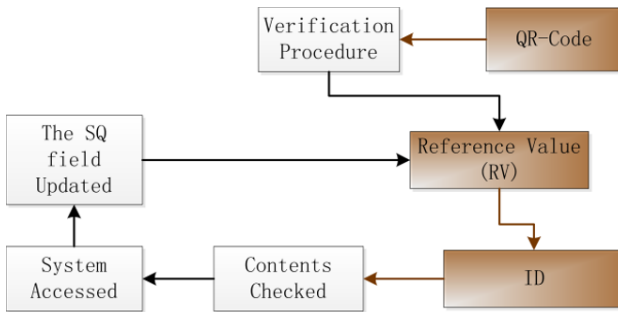 Verification
Procedure
QR-Code
The SQ
field
Updated
Reference Value
(RV)
System
Accessed
Contents
Checked
ID